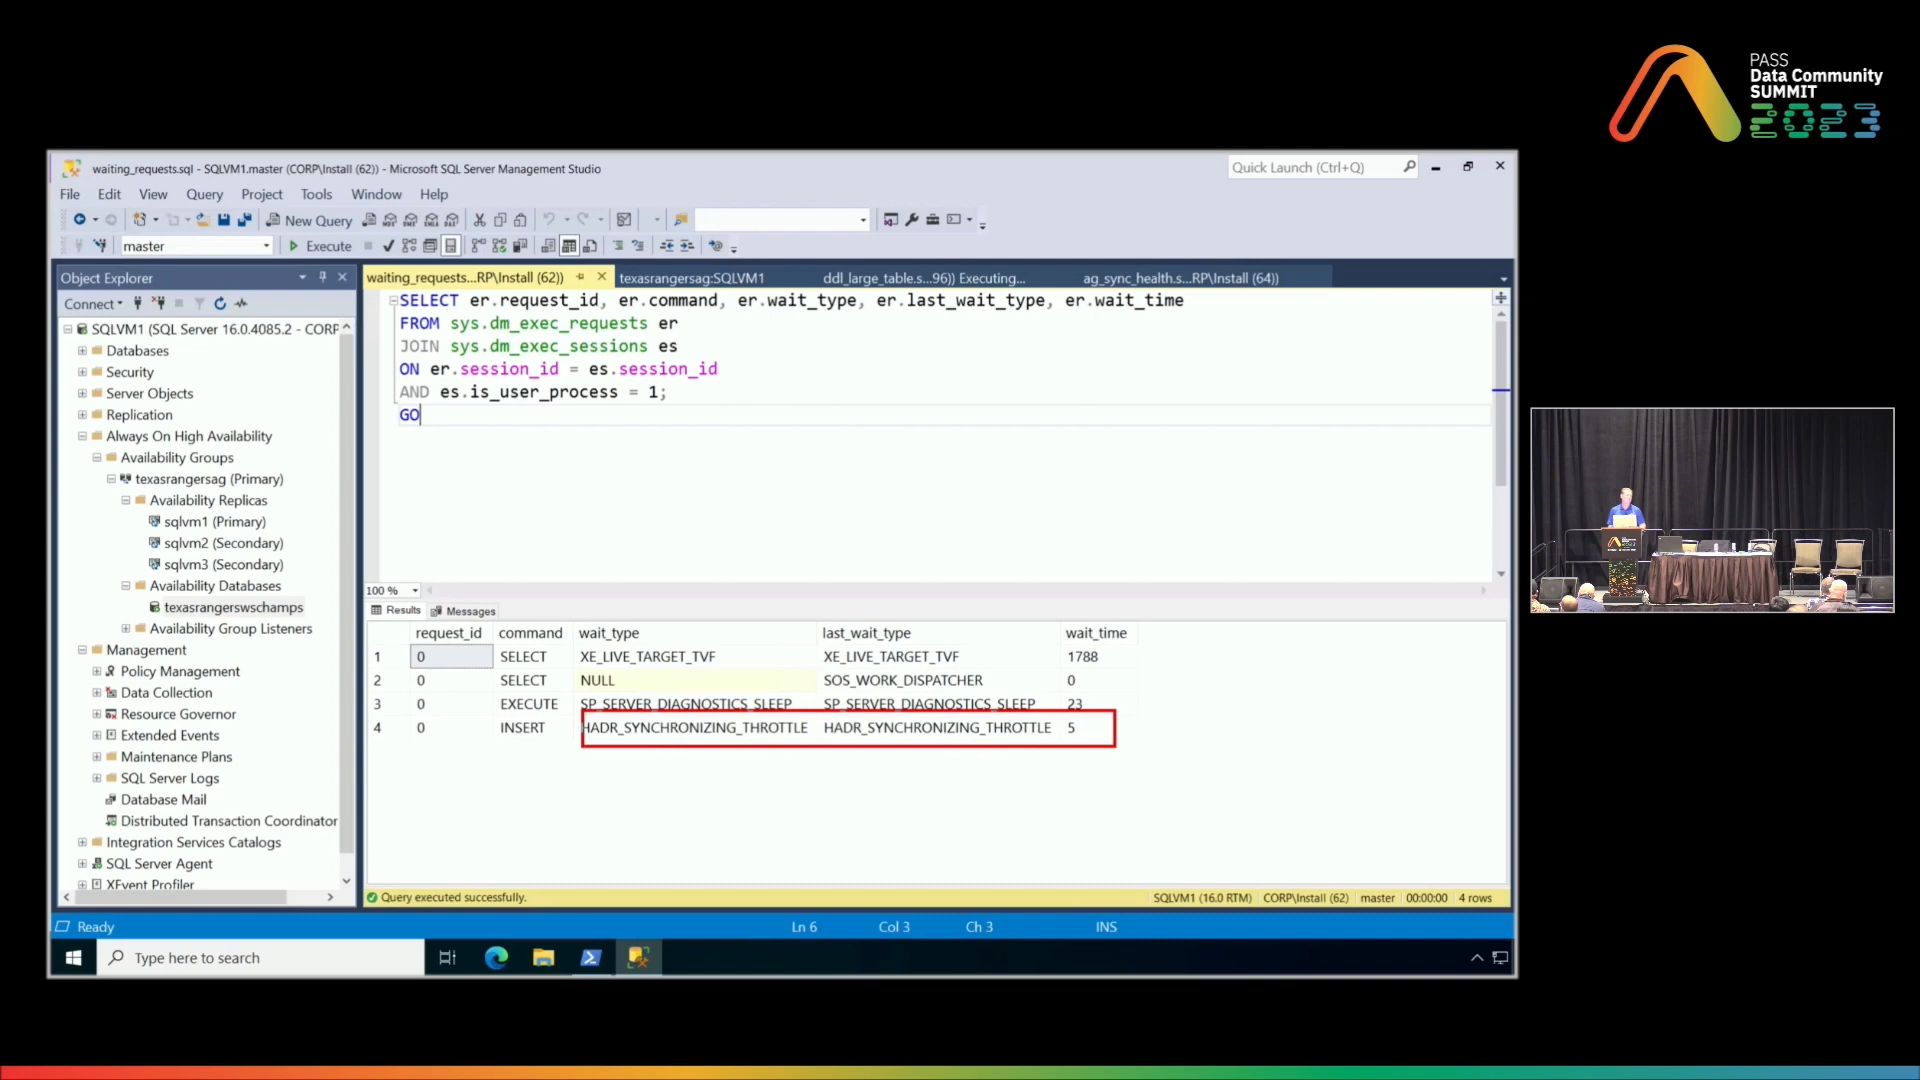 PASS
Data Community
SUMMIT
2023
waiting_requests.sql - SQLVM1.master (CORP\Install (62)) - Microsoft SQL Server Management Studio
Quick Launch (Ctrl+Q)
File Edit View Query Project Tools Window Help
New Query
master
Execute
Object Explorer
waiting_requests...RP\Install (62))
texasrangersag:SQLVM1
ddl_large_table.s...96)) Executing...
ag_sync_health.s...RP\Install (64))
Connect
SQLVM1 (SQL Server 16.0.4085.2 - CORP
Databases
Security
Server Objects
Replication
Always On High Availability
Availability Groups
texasrangersag (Primary)
Availability Replicas
sqlvm1 (Primary)
sqlvm2 (Secondary)
sqlvm3 (Secondary)
Availability Databases
texasrangerswschamps
Availability Group Listeners
Management
Policy Management
Data Collection
Resource Governor
Extended Events
Maintenance Plans
SQL Server Logs
Database Mail
Distributed Transaction Coordinator
Integration Services Catalogs
SQL Server Agent
XEvent Profiler
SELECT er.request_id, er.command, er.wait_type, er.last_wait_type, er.wait_time
FROM sys.dm_exec_requests er
JOIN sys.dm_exec_sessions es
ON er.session_id = es.session_id
AND es.is_user_process = 1;
GO
100 %
Results Messages
request_id command wait_type last_wait_type wait_time
1 0 SELECT XE_LIVE_TARGET_TVF XE_LIVE_TARGET_TVF 1788
2 0 SELECT NULL SOS_WORK_DISPATCHER 0
3 0 EXECUTE SP_SERVER_DIAGNOSTICS_SLEEP SP_SERVER_DIAGNOSTICS_SLEEP 23
4 0 INSERT HADR_SYNCHRONIZING_THROTTLE HADR_SYNCHRONIZING_THROTTLE 5
Query executed successfully.
SQLVM1 (16.0 RTM) CORP\Install (62) master 00:00:00 4 rows
Ready
Ln 6 Col 3 Ch 3 INS
Type here to search